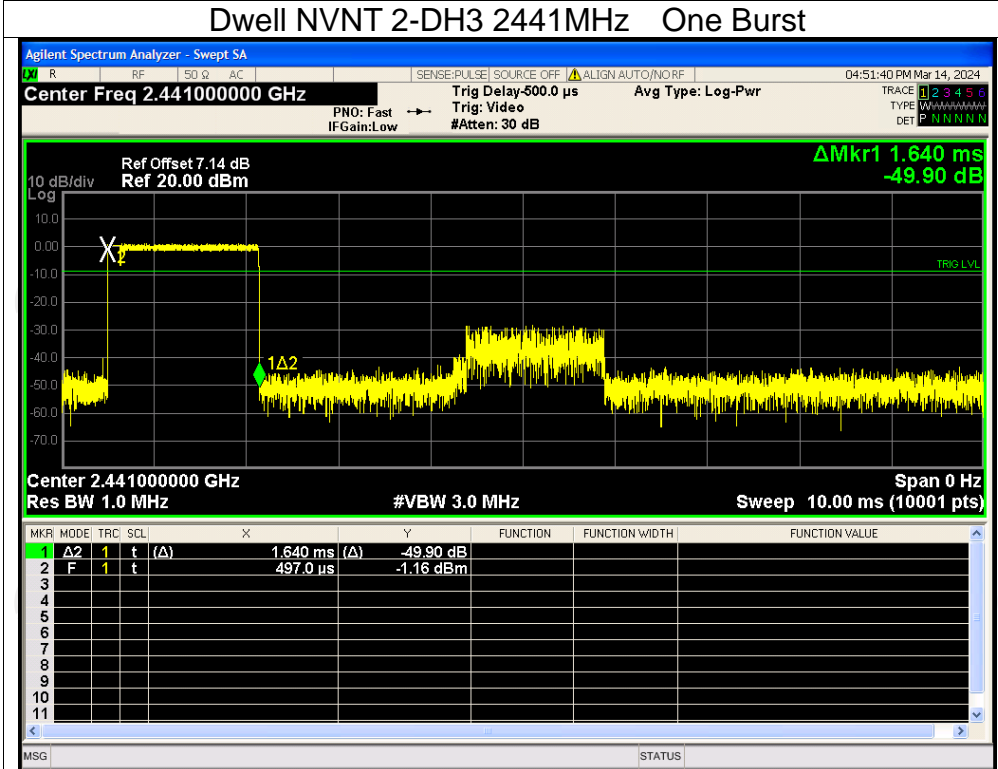 Dwell NVNT 2-DH3 2441MHz One Burst
Agilent Spectrum Analyzer - Swept SA
LXI R RF 50 Ω AC SENSE:PULSE SOURCE OFF ALIGN AUTO/NO RF 04:51:40 PM Mar 14, 2024
Center Freq 2.441000000 GHz Trig Delay-500.0 µs Avg Type: Log-Pwr TRACE 1 2 3 4 5 6
PNO: Fast Trig: Video TYPE WWWWWW
IFGain:Low #Atten: 30 dB DET P N N N N N
ΔMkr1 1.640 ms
-49.90 dB
Ref Offset 7.14 dB
10 dB/div Ref 20.00 dBm
Log
10.0
0.00
-10.0
-20.0
-30.0
-40.0
-50.0
-60.0
-70.0
TRIG LVL
X
2
1Δ2
Center 2.441000000 GHz Span 0 Hz
Res BW 1.0 MHz #VBW 3.0 MHz Sweep 10.00 ms (10001 pts)
MKR MODE TRC SCL X Y FUNCTION FUNCTION WIDTH FUNCTION VALUE
1 Δ2 1 t (Δ) 1.640 ms (Δ) -49.90 dB
2 F 1 t 497.0 µs -1.16 dBm
3
4
5
6
7
8
9
10
11
MSG STATUS